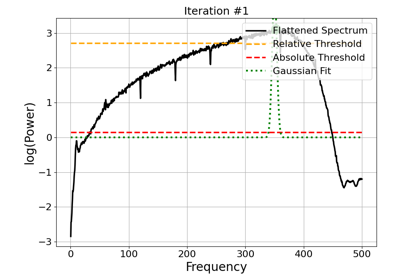 Iteration #1
Flattened Spectrum
Relative Threshold
Absolute Threshold
Gaussian Fit
log(Power)
3
2
1
0
−1
−2
−3
0 100 200 300 400 500
Frequency